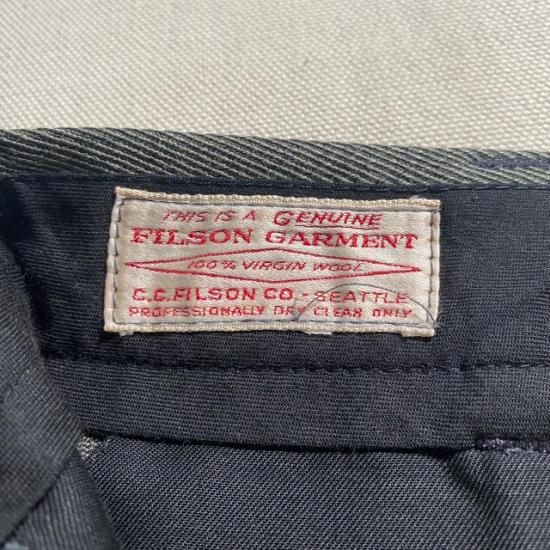 THIS IS A GENUINE
FILSON GARMENT
100% VIRGIN WOOL
C.C. FILSON CO - SEATTLE
PROFESSIONALLY DRY CLEAN ONLY